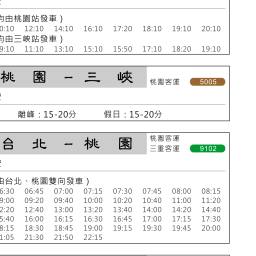 均由桃園站發車）
0:10 12:10 14:10 16:10 17:20 18:10 19:10 20:10
均由三峽站發車）
9:10 11:10 13:10 15:10 15:50 17:10 18:20 19:10
桃 園 － 三 峽 桃園客運 5005
離峰：15-20分 假日：15-20分
台 北 － 桃 園 桃園客運 三重客運 9102
由台北、桃園雙向發車）
6:30 06:45 07:00 07:15 07:30 07:45 08:00 08:15
9:00 09:20 09:40 10:00 10:20 10:40 11:00 11:20
2:20 12:40 13:00 13:20 13:40 14:00 14:20 14:40
5:40 16:00 16:15 16:30 16:45 17:00 17:15 17:30
8:15 18:30 18:45 19:00 19:15 19:30 19:45 20:00
1:05 21:30 21:50 22:15